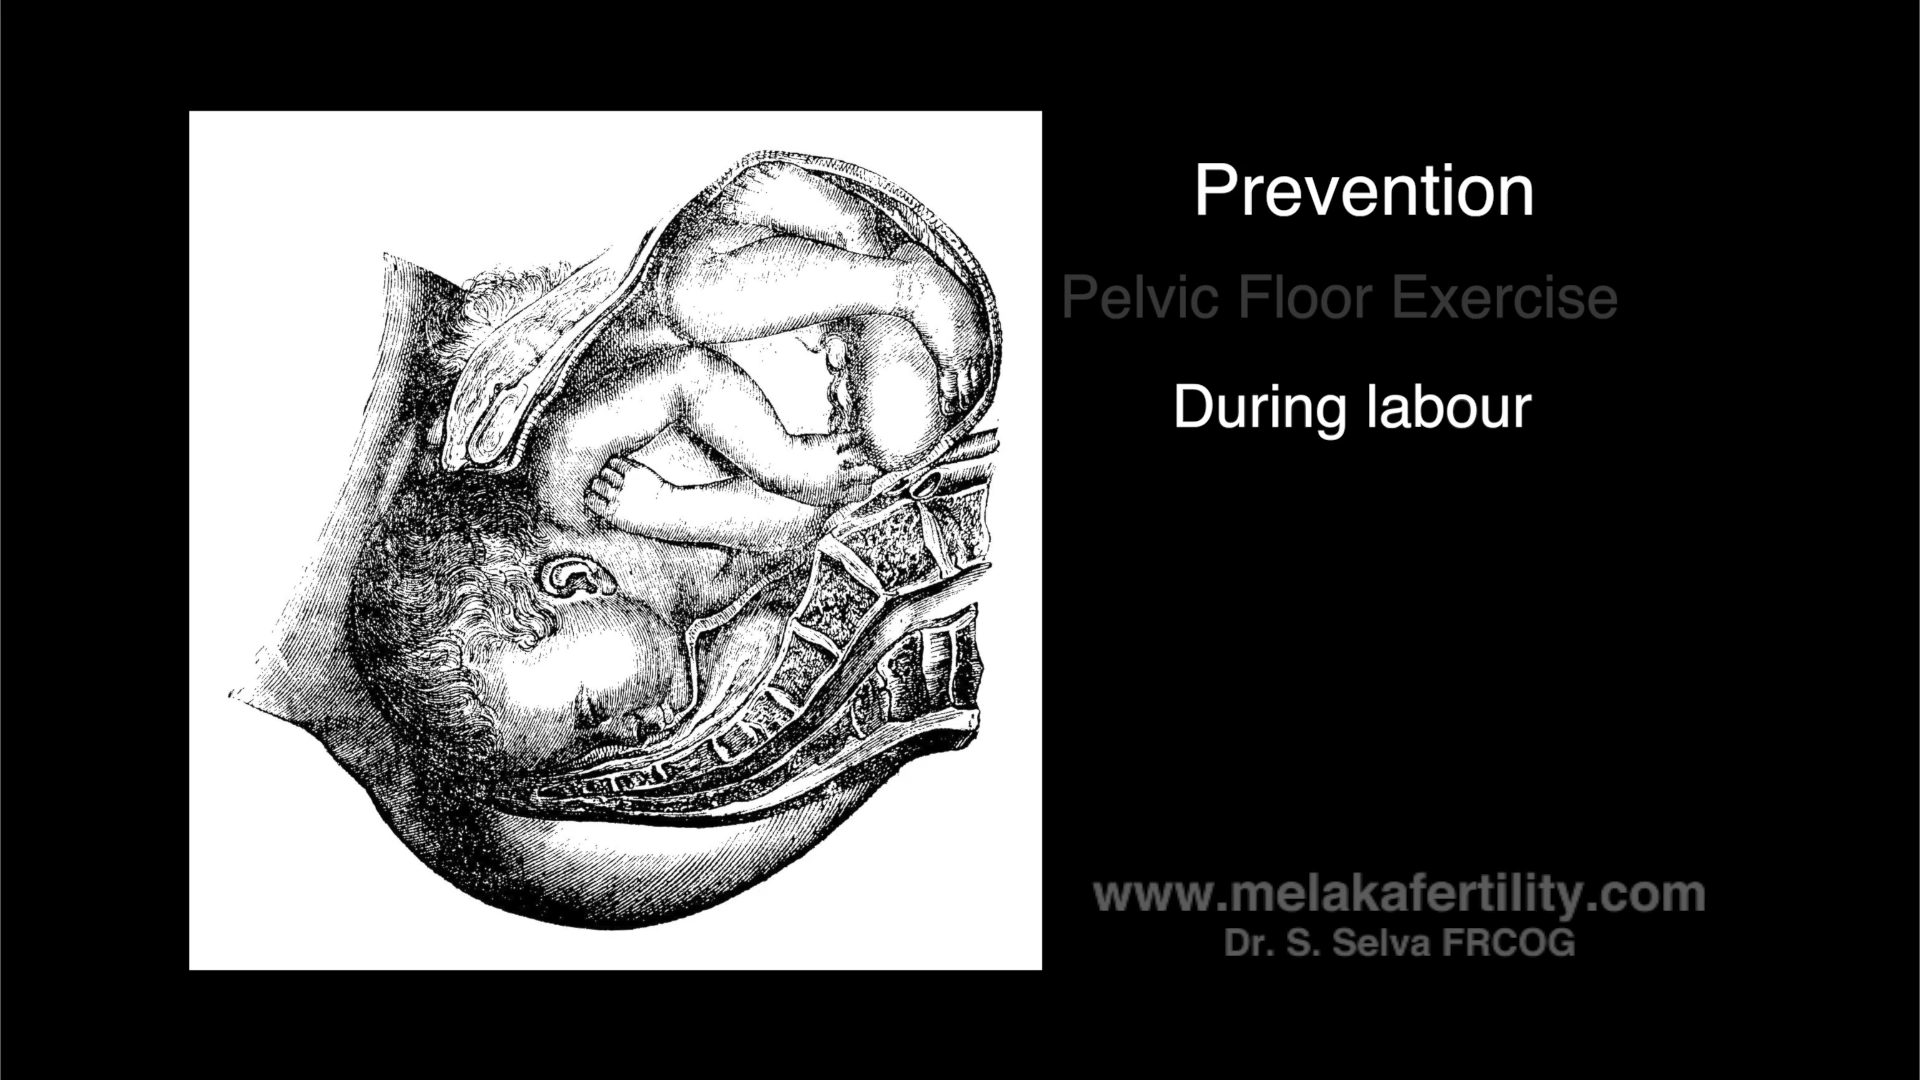 Prevention
Pelvic Floor Exercise
During labour
www.melakafertility.com
Dr. S. Selva FRCOG